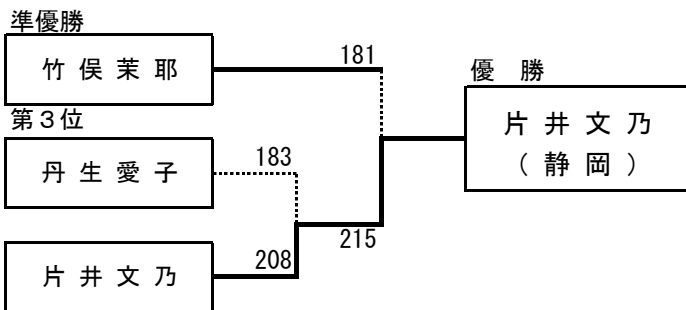 準優勝
竹俣茉耶
181
優　勝
片井文乃
（静岡）
第３位
丹生愛子
183
215
208
片井文乃